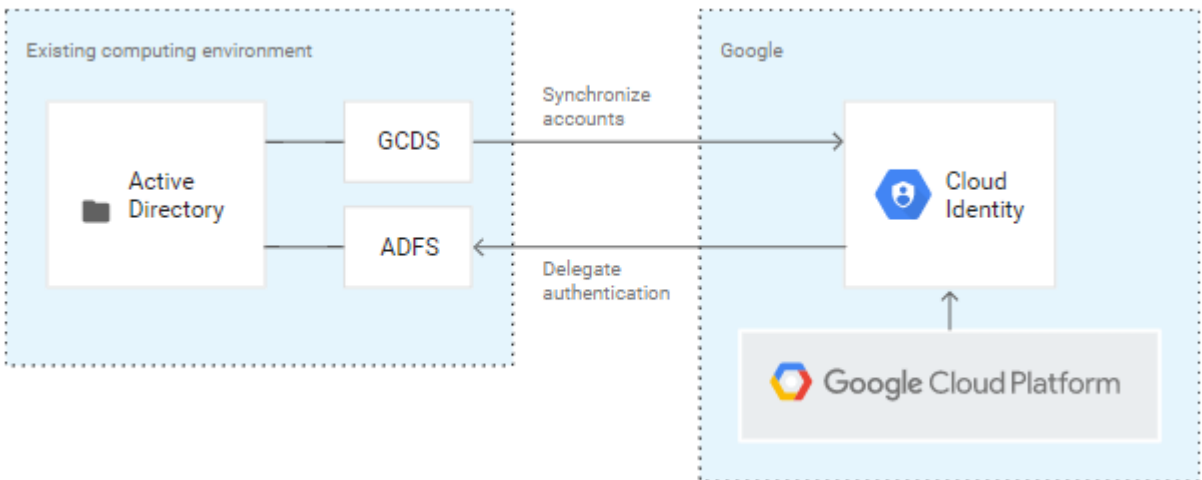 Existing computing environment
Google
Synchronize
accounts
GCDS
Active
Directory
Cloud
Identity
ADFS
Delegate
authentication
Google Cloud Platform